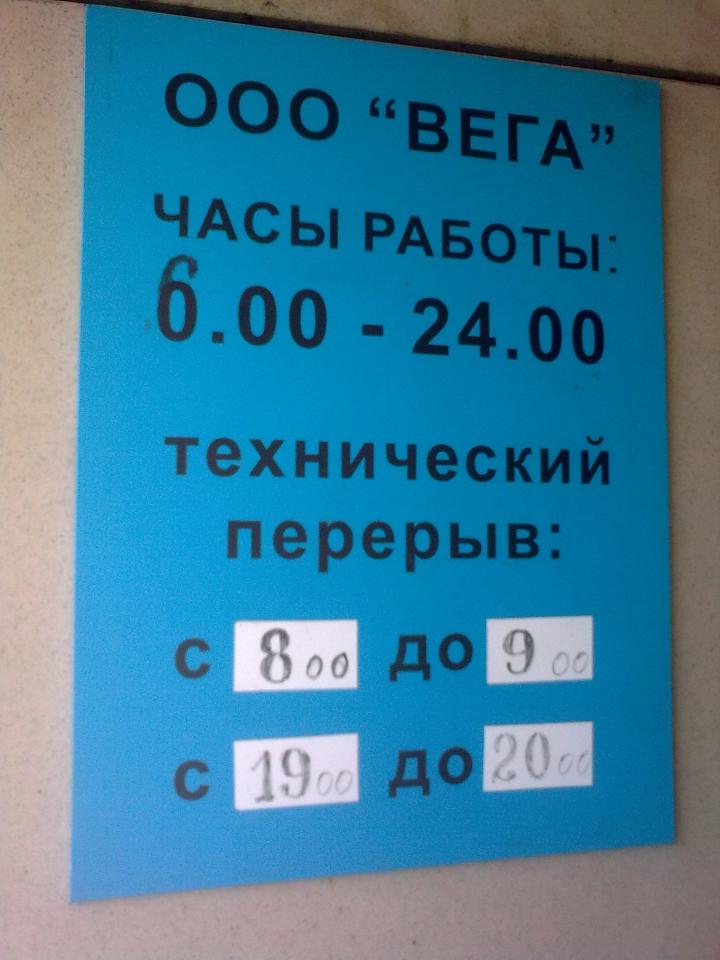 ООО “ВЕГА”
ЧАСЫ РАБОТЫ:
6.00 - 24.00
технический
перерыв:
с 8 00 до 9 00
с 19 00 до 20 00